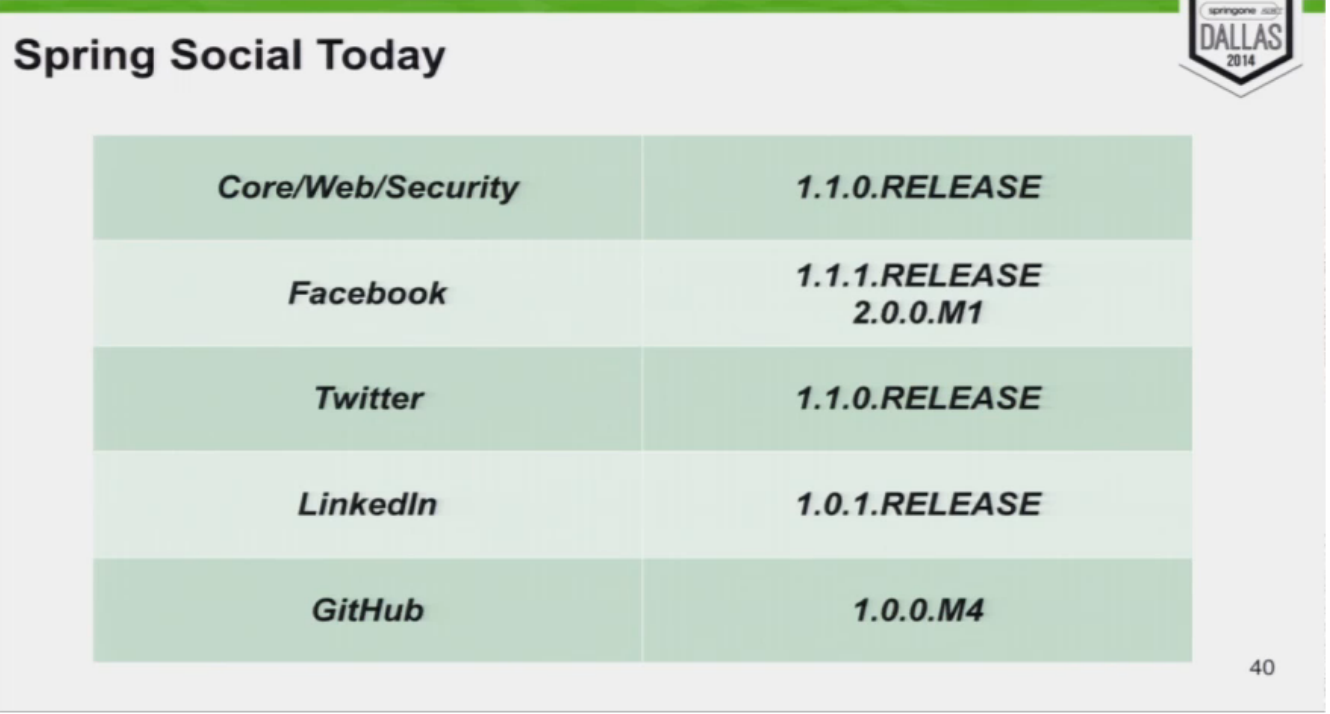 springone
DALLAS
2014
Spring Social Today
Core/Web/Security 1.1.0.RELEASE
Facebook 1.1.1.RELEASE
2.0.0.M1
Twitter 1.1.0.RELEASE
LinkedIn 1.0.1.RELEASE
GitHub 1.0.0.M4
40